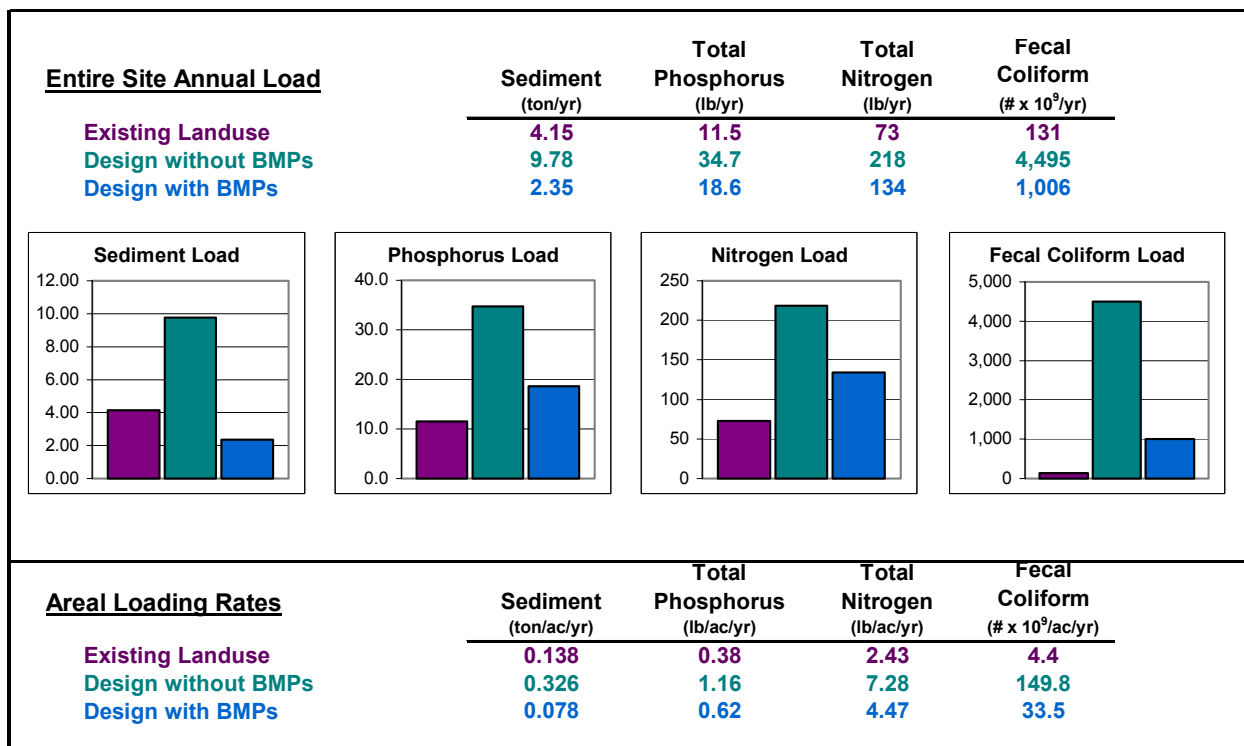 Entire Site Annual Load
Sediment
(ton/yr)
Total
Phosphorus
(lb/yr)
Total
Nitrogen
(lb/yr)
Fecal
Coliform
(# x 10⁹/yr)
Existing Landuse 4.15 11.5 73 131
Design without BMPs 9.78 34.7 218 4,495
Design with BMPs 2.35 18.6 134 1,006
Sediment Load
12.00
10.00
8.00
6.00
4.00
2.00
0.00
Phosphorus Load
40.0
30.0
20.0
10.0
0.0
Nitrogen Load
250
200
150
100
50
0
Fecal Coliform Load
5,000
4,000
3,000
2,000
1,000
0
Areal Loading Rates
Sediment
(ton/ac/yr)
Total
Phosphorus
(lb/ac/yr)
Total
Nitrogen
(lb/ac/yr)
Fecal
Coliform
(# x 10⁹/ac/yr)
Existing Landuse 0.138 0.38 2.43 4.4
Design without BMPs 0.326 1.16 7.28 149.8
Design with BMPs 0.078 0.62 4.47 33.5